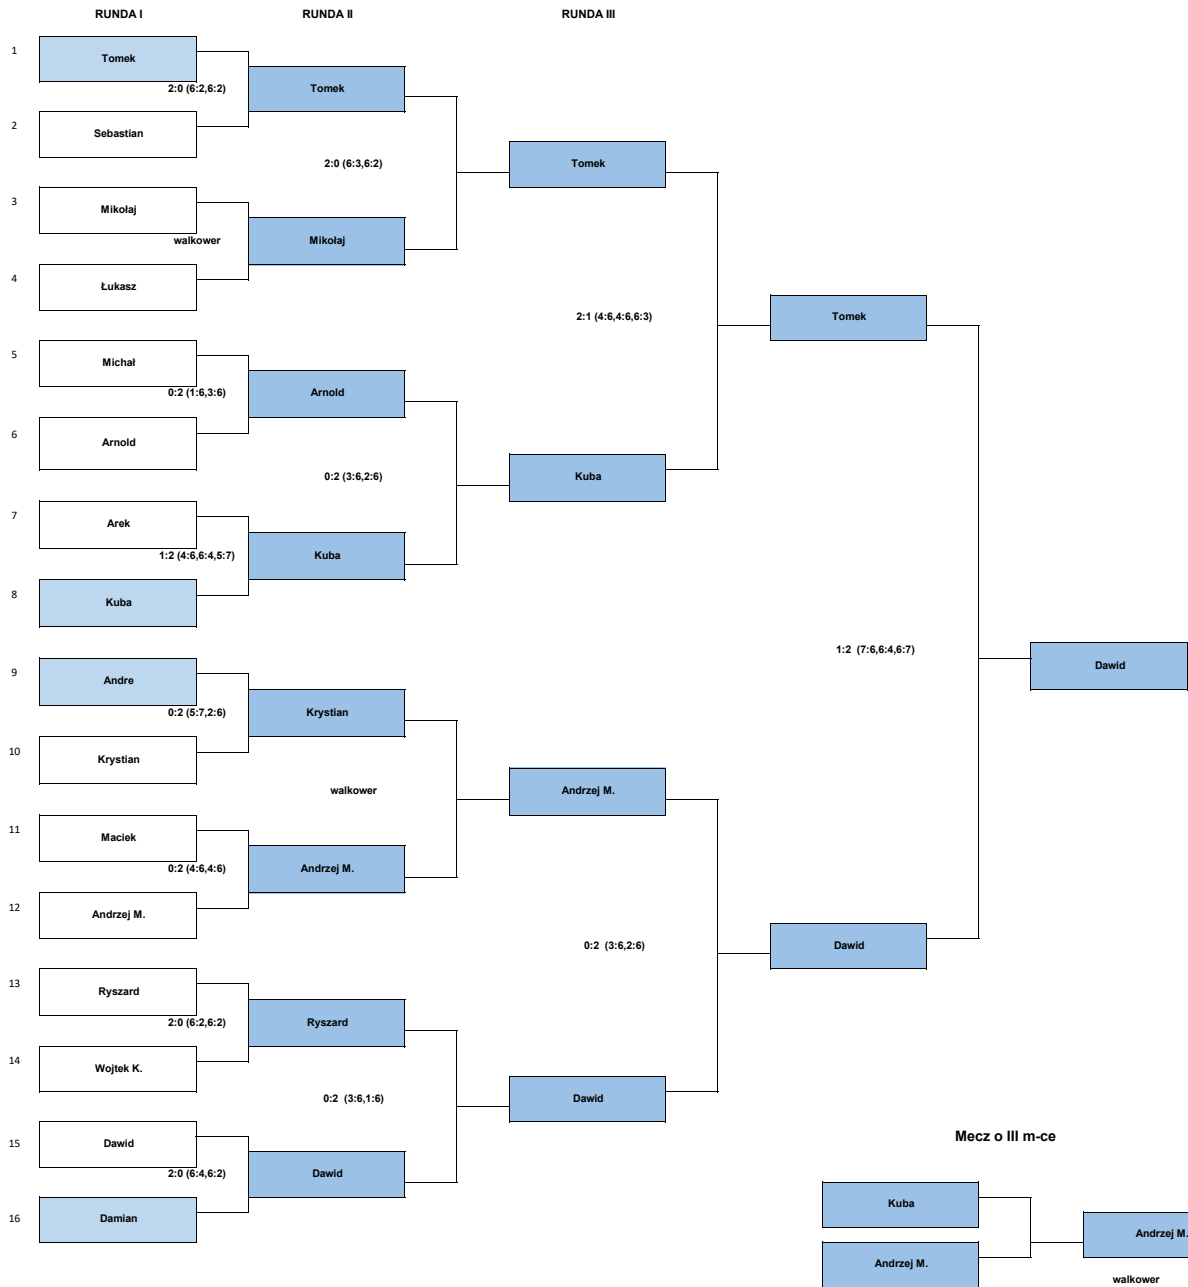 RUNDA I RUNDA II RUNDA III
1 Tomek
2:0 (6:2,6:2)
Tomek
2 Sebastian
2:0 (6:3,6:2)
Tomek
3 Mikołaj
walkower
Mikołaj
4 Łukasz
2:1 (4:6,4:6,6:3)
Tomek
5 Michał
0:2 (1:6,3:6)
Arnold
6 Arnold
0:2 (3:6,2:6)
Kuba
7 Arek
1:2 (4:6,6:4,5:7)
Kuba
8 Kuba
1:2 (7:6,6:4,6:7)
Dawid
9 Andre
0:2 (5:7,2:6)
Krystian
10 Krystian
walkower
Andrzej M.
11 Maciek
0:2 (4:6,4:6)
Andrzej M.
12 Andrzej M.
0:2 (3:6,2:6)
Dawid
13 Ryszard
2:0 (6:2,6:2)
Ryszard
14 Wojtek K.
0:2 (3:6,1:6)
Dawid
15 Dawid
2:0 (6:4,6:2)
Dawid
16 Damian
Mecz o III m-ce
Kuba
Andrzej M.
Andrzej M.
walkower